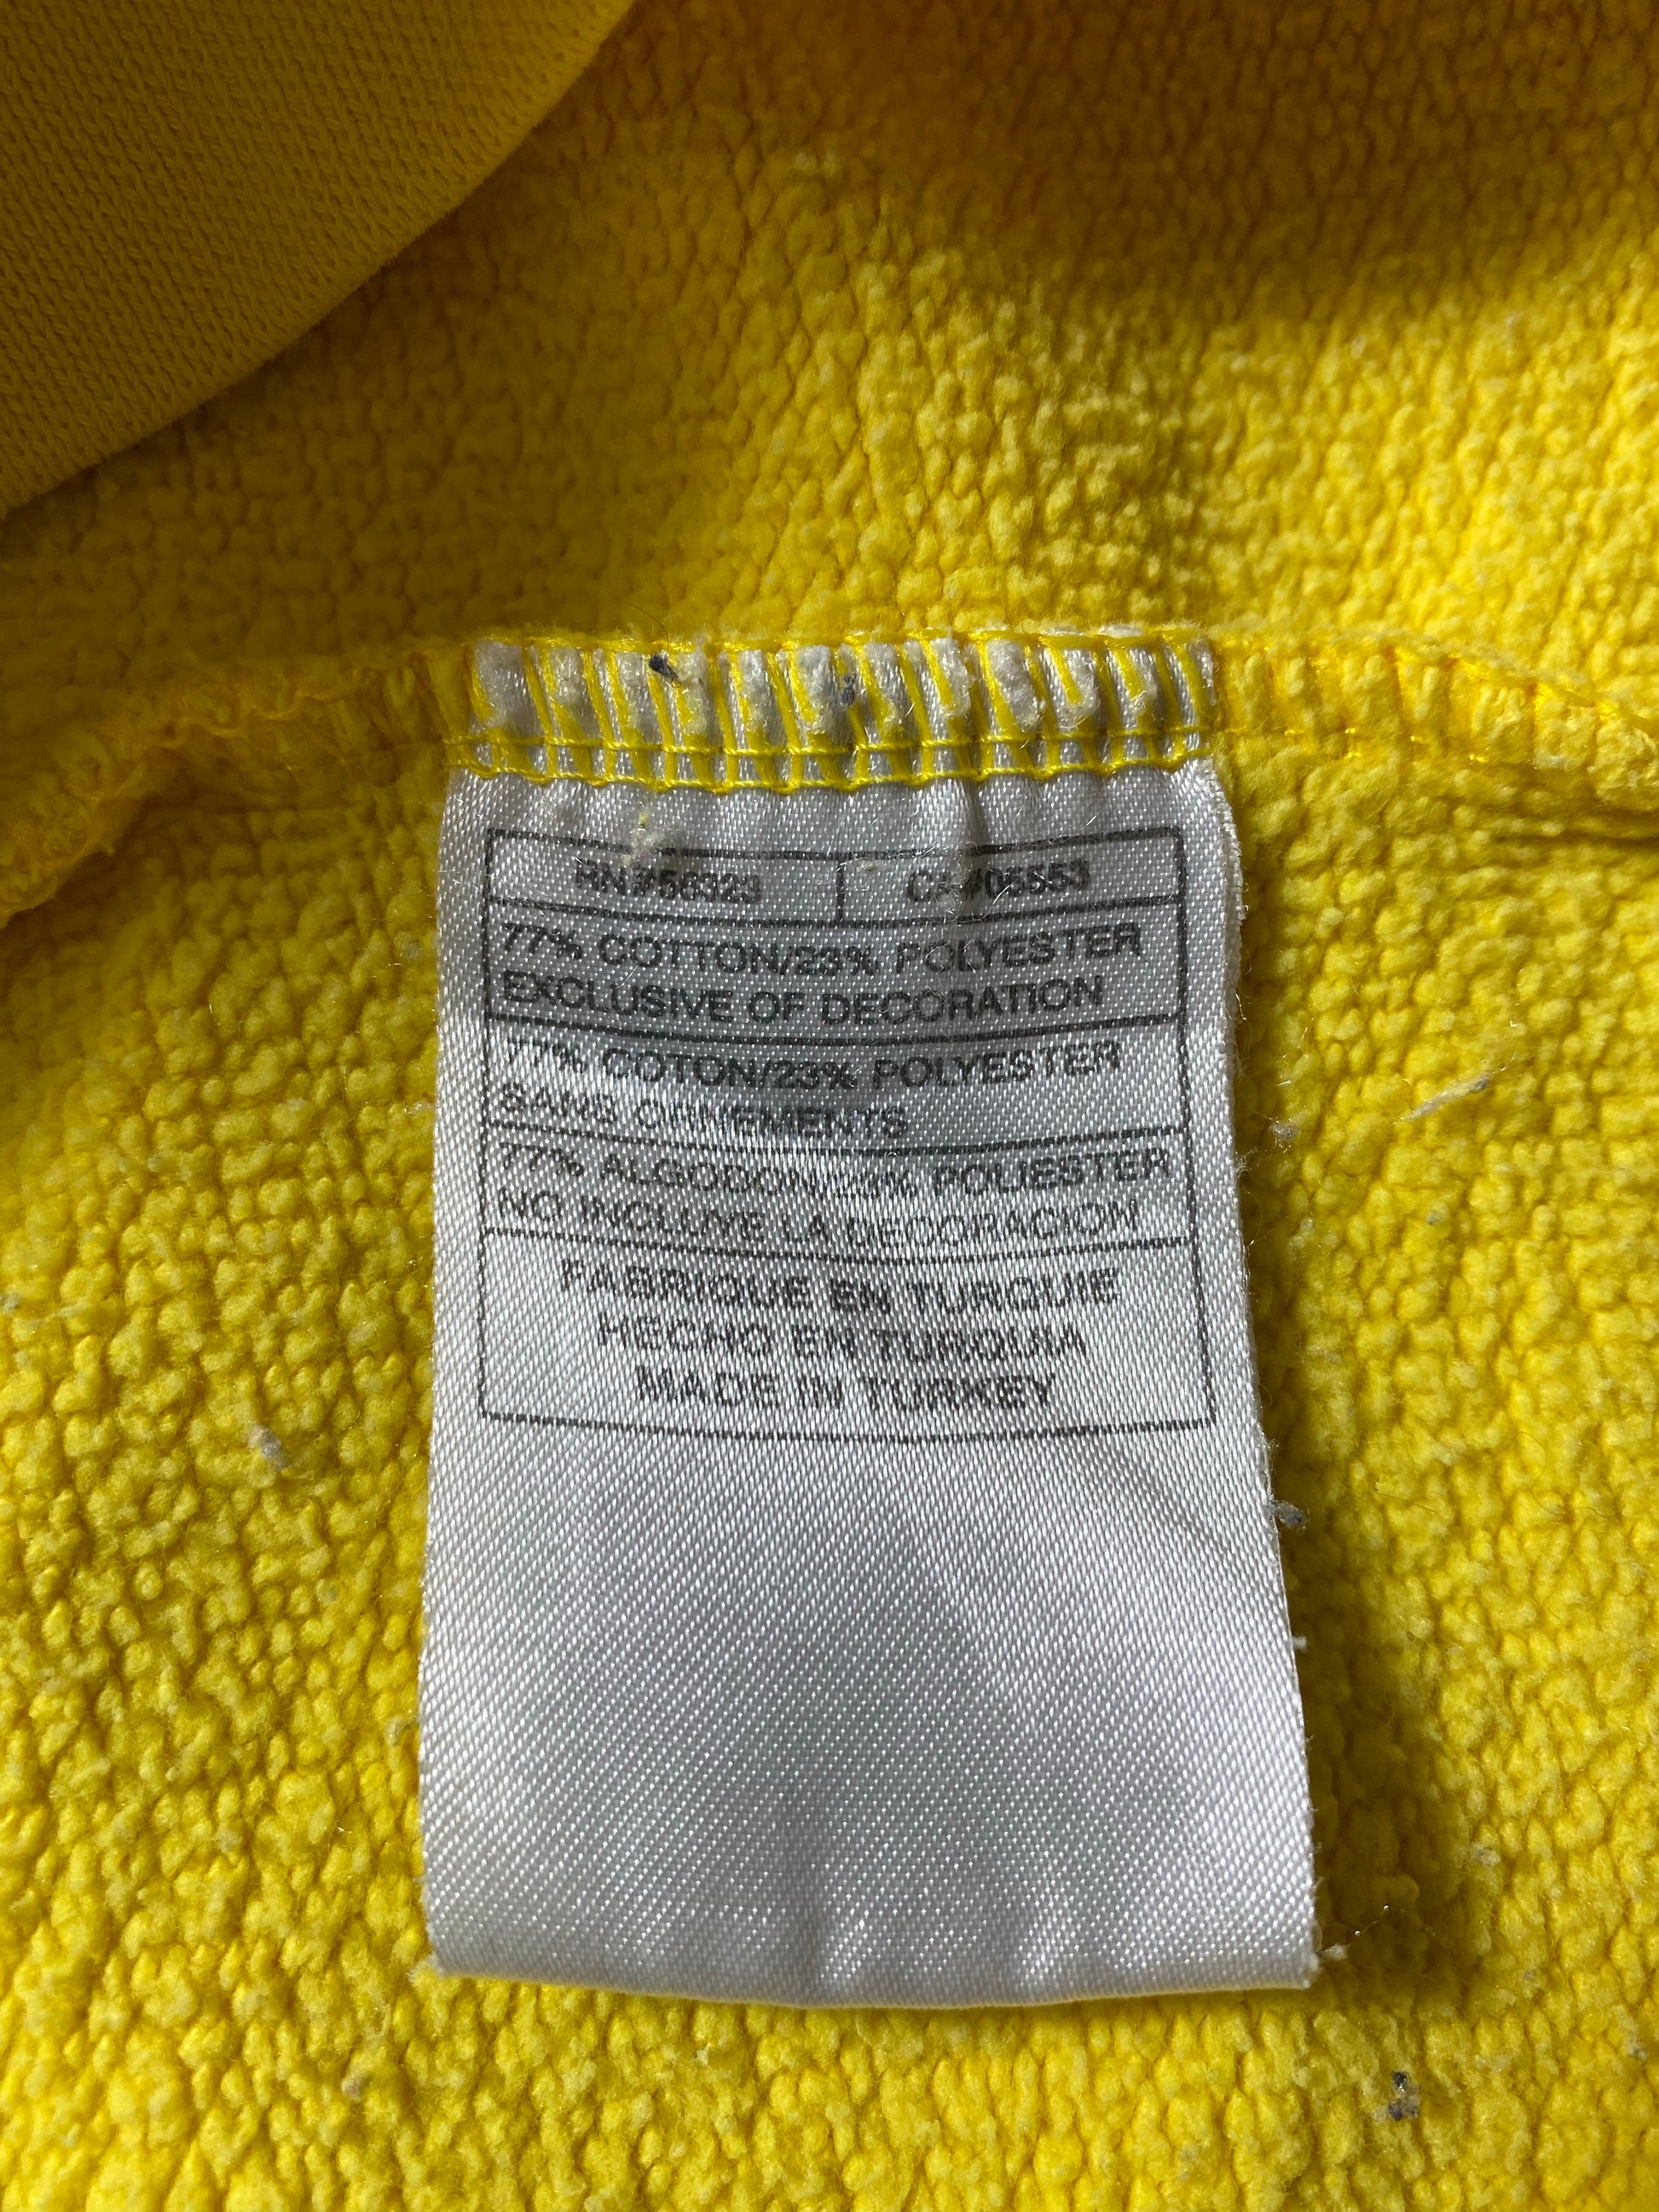 RN#56323 CA#05553
77% COTTON/23% POLYESTER
EXCLUSIVE OF DECORATION
77% COTON/23% POLYESTER
SANS ORNEMENTS
77% ALGODON/23% POLIESTER
NO INCLUYE LA DECORACION
FABRIQUE EN TURQUIE
HECHO EN TURQUIA
MADE IN TURKEY